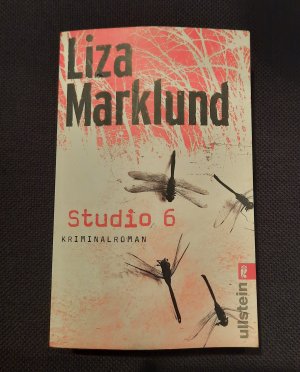 Liza
Marklund
Studio 6
KRIMINALROMAN
ullstein